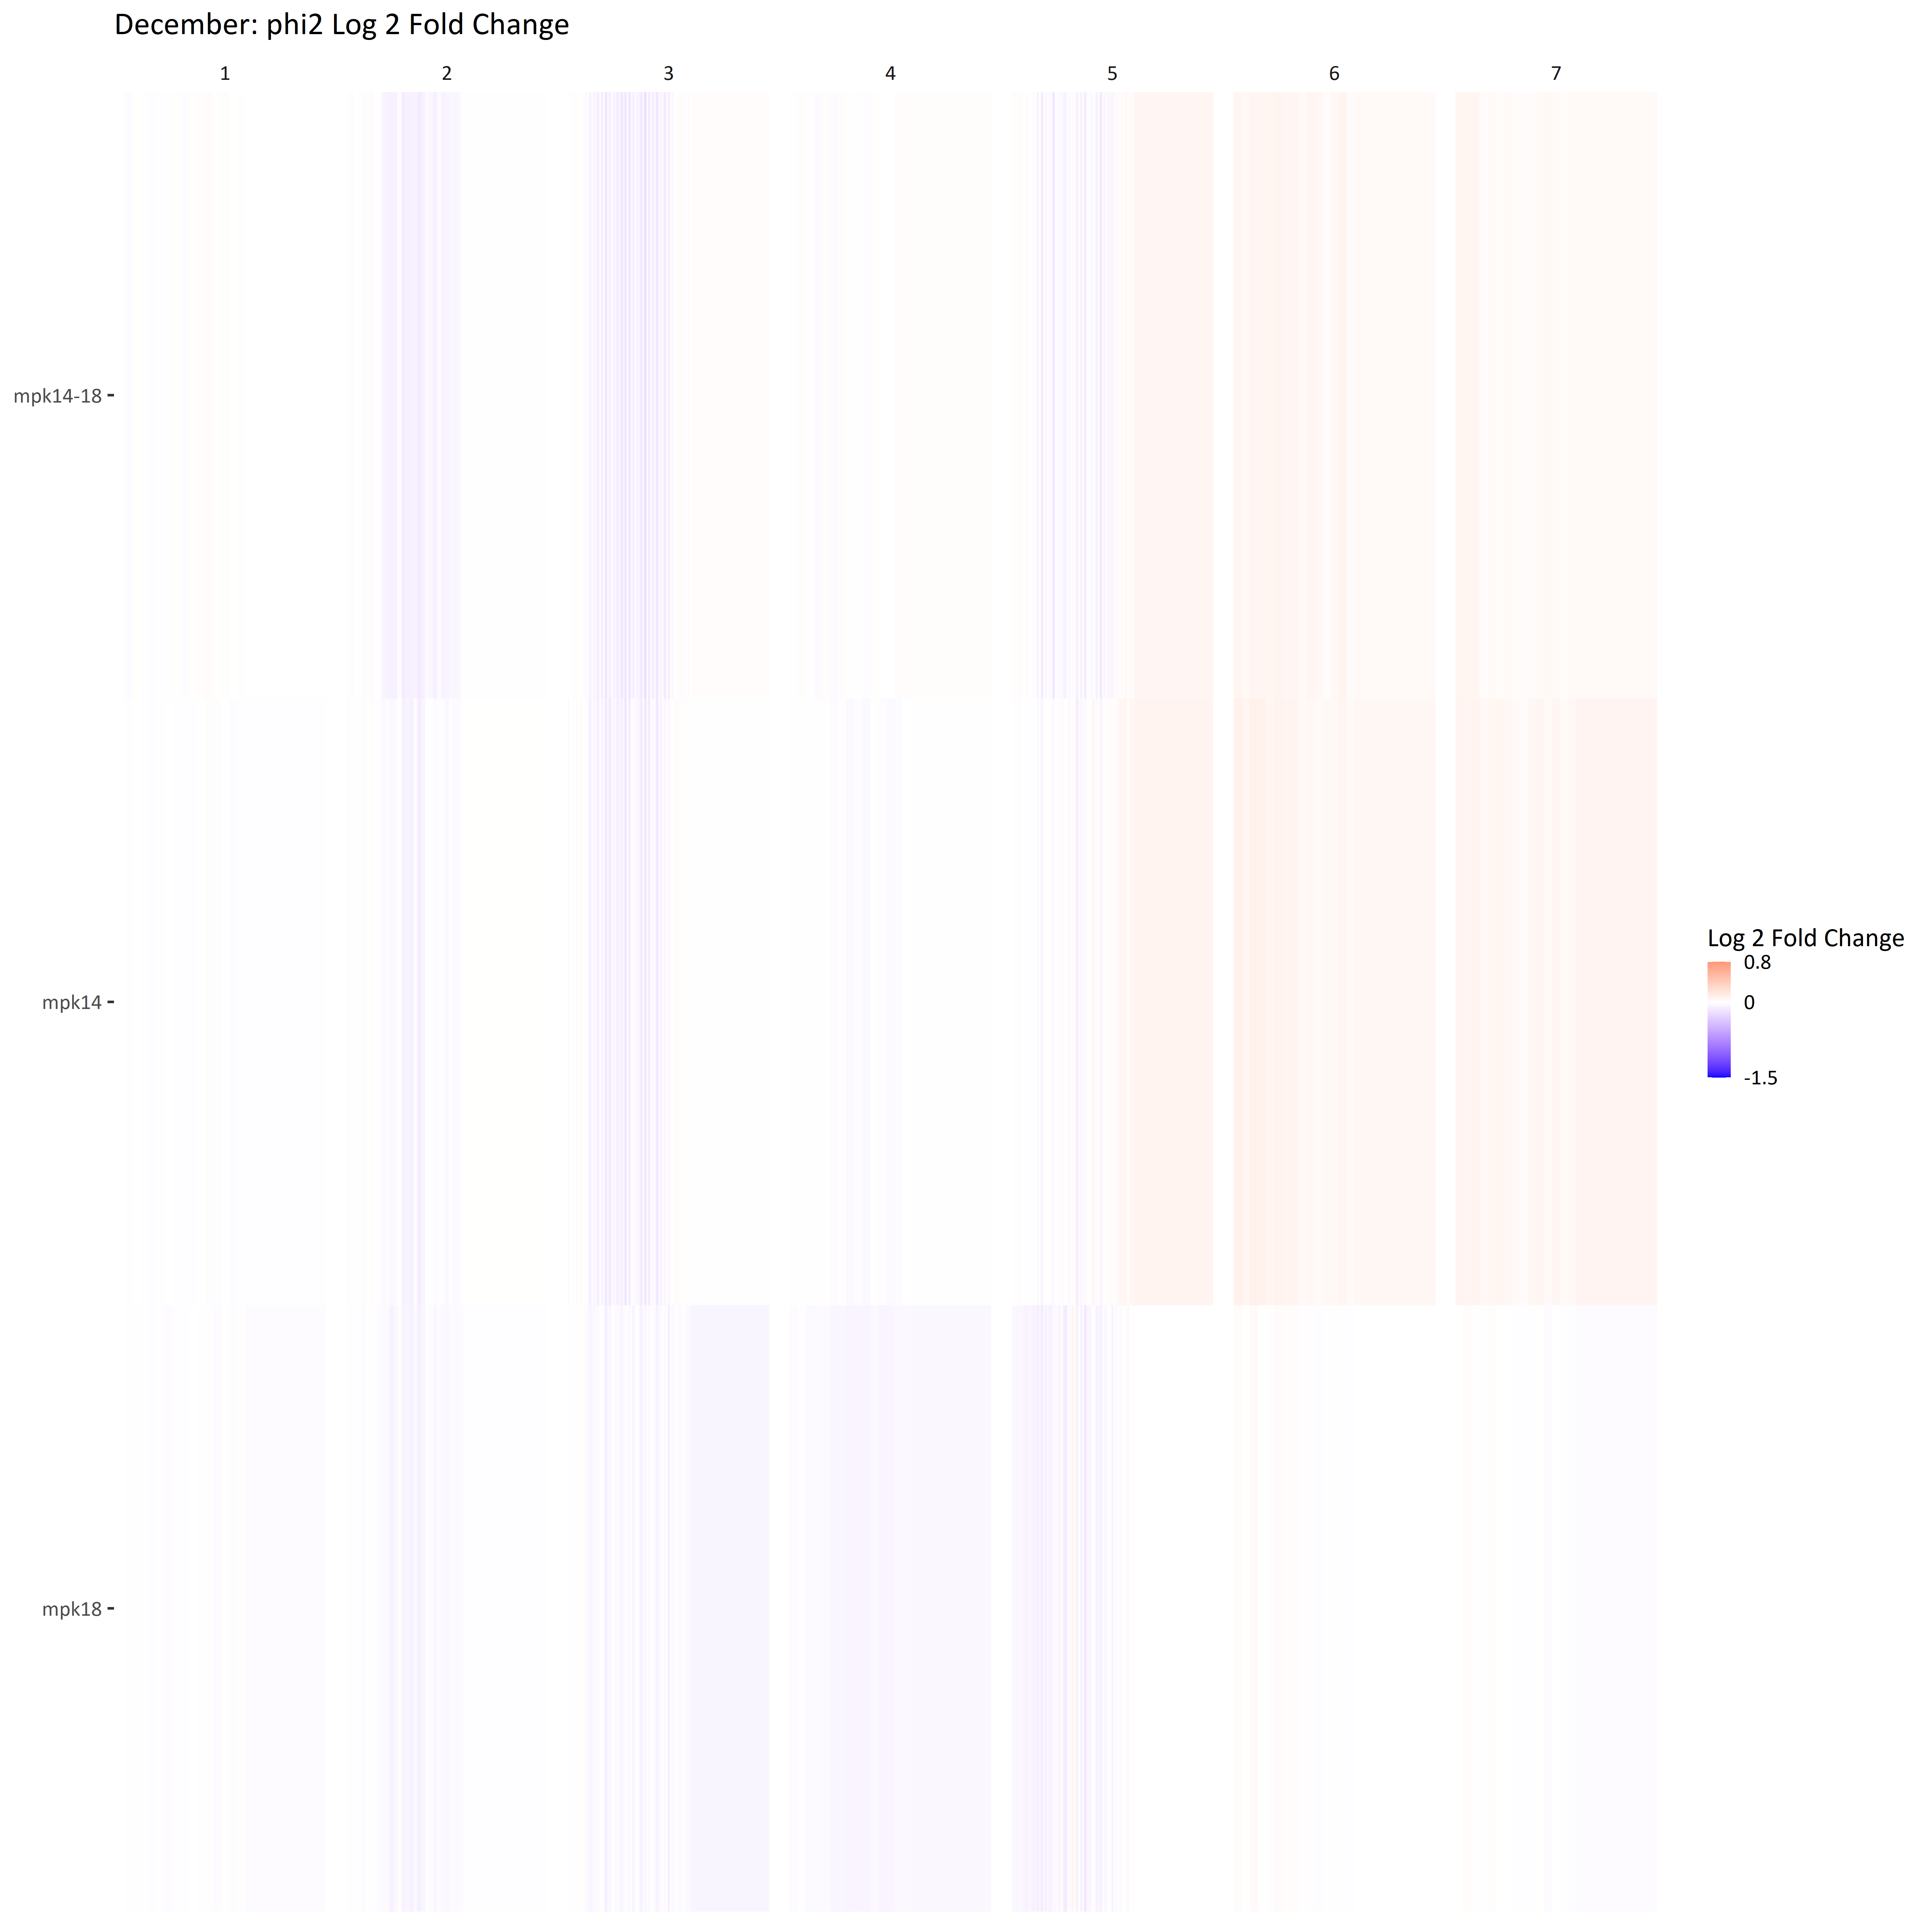 December: phi2 Log 2 Fold Change
1 2 3 4 5 6 7
mpk14-18
mpk14
mpk18
Log 2 Fold Change
0.8
0
-1.5